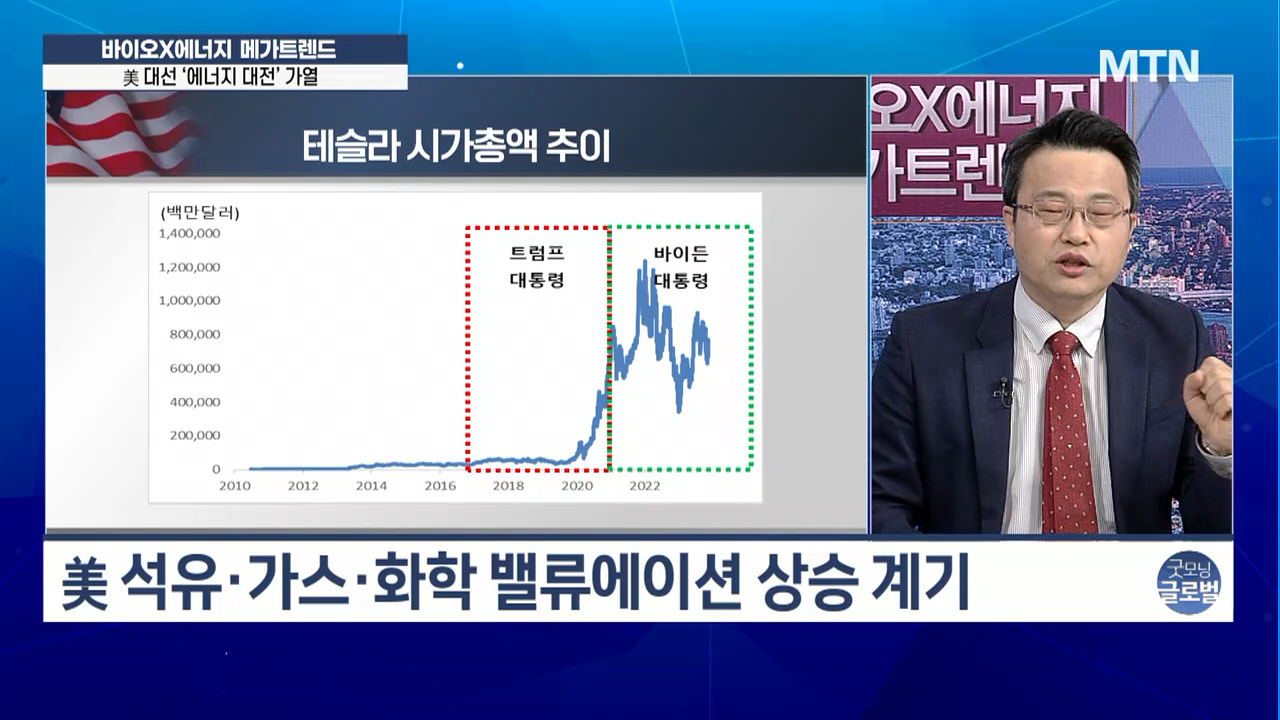 바이오X에너지 메가트렌드
美 대선 '에너지 대전' 가열
MTN
테슬라 시가총액 추이
오X에너지
가트렌
(백만달러)
1,400,000
1,200,000
1,000,000
800,000
600,000
400,000
200,000
0
트럼프
대통령
바이든
대통령
2010 2012 2014 2016 2018 2020 2022
美 석유·가스·화학 밸류에이션 상승 계기
굿모닝
글로벌